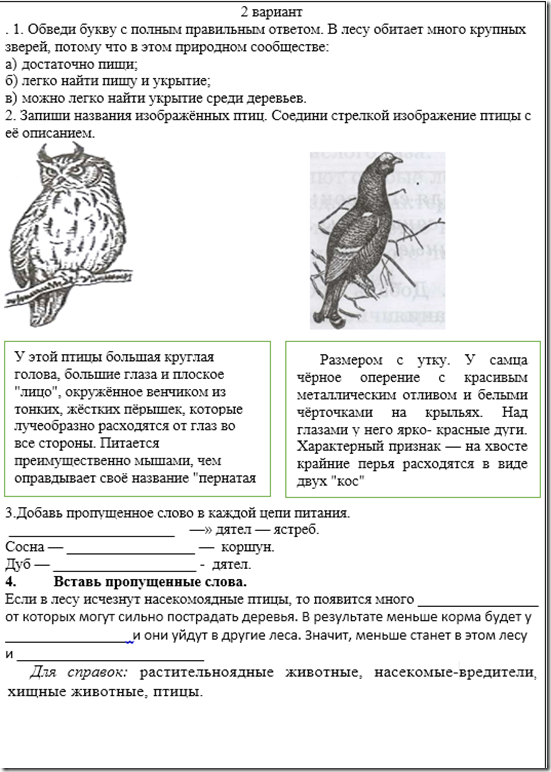 2 вариант
. 1. Обведи букву с полным правильным ответом. В лесу обитает много крупных
зверей, потому что в этом природном сообществе:
а) достаточно пищи;
б) легко найти пищу и укрытие;
в) можно легко найти укрытие среди деревьев.
2. Запиши названия изображённых птиц. Соедини стрелкой изображение птицы с
её описанием.
У этой птицы большая круглая
голова, большие глаза и плоское
"лицо", окружённое венчиком из
тонких, жёстких пёрышек, которые
лучеобразно расходятся от глаз во
все стороны. Питается
преимущественно мышами, чем
оправдывает своё название "пернатая
Размером с утку. У самца
чёрное оперение с красивым
металлическим отливом и белыми
чёрточками на крыльях. Над
глазами у него ярко- красные дуги.
Характерный признак — на хвосте
крайние перья расходятся в виде
двух "кос"
3.Добавь пропущенное слово в каждой цепи питания.
______________________ —» дятел — ястреб.
Сосна — _________________ — коршун.
Дуб — ___________________ - дятел.
4. Вставь пропущенные слова.
Если в лесу исчезнут насекомоядные птицы, то появится много ________________
от которых могут сильно пострадать деревья. В результате меньше корма будет у
_________________и они уйдут в другие леса. Значит, меньше станет в этом лесу
и _________________________
Для справок: растительноядные животные, насекомые-вредители,
хищные животные, птицы.